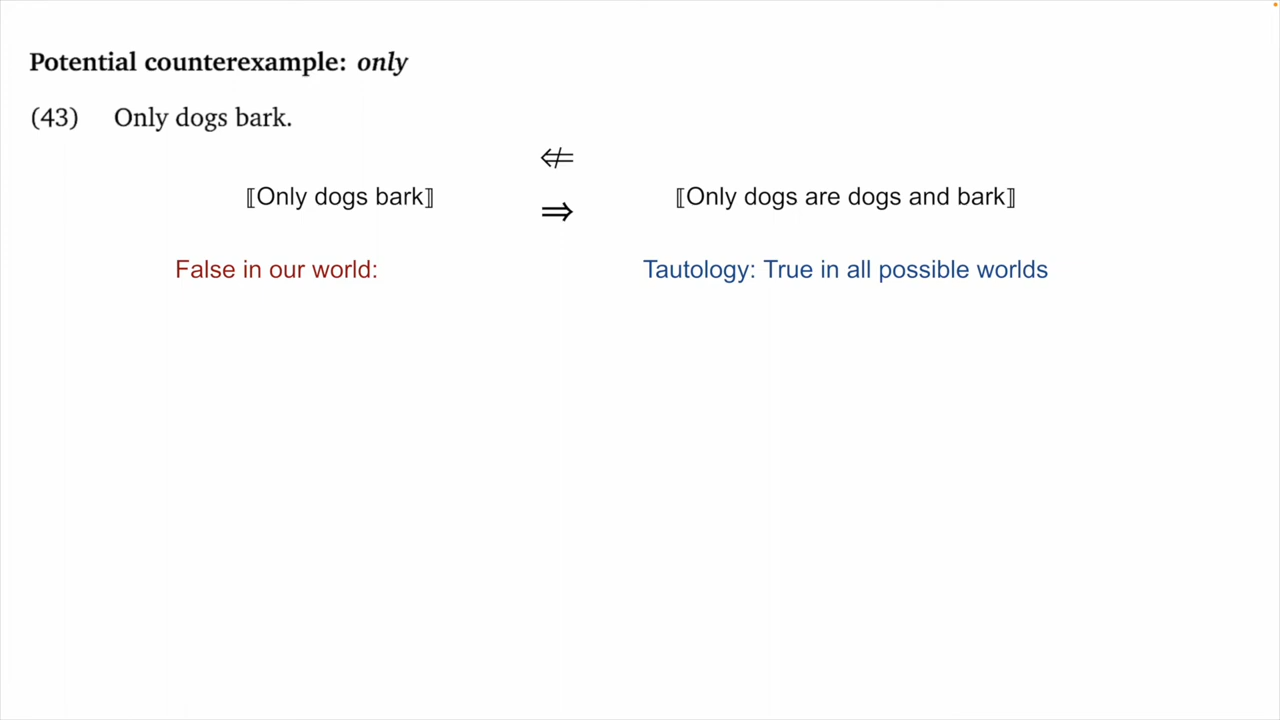 Potential counterexample: only
(43) Only dogs bark.
⇍
⟦Only dogs bark⟧ ⇒ ⟦Only dogs are dogs and bark⟧
False in our world: Tautology: True in all possible worlds